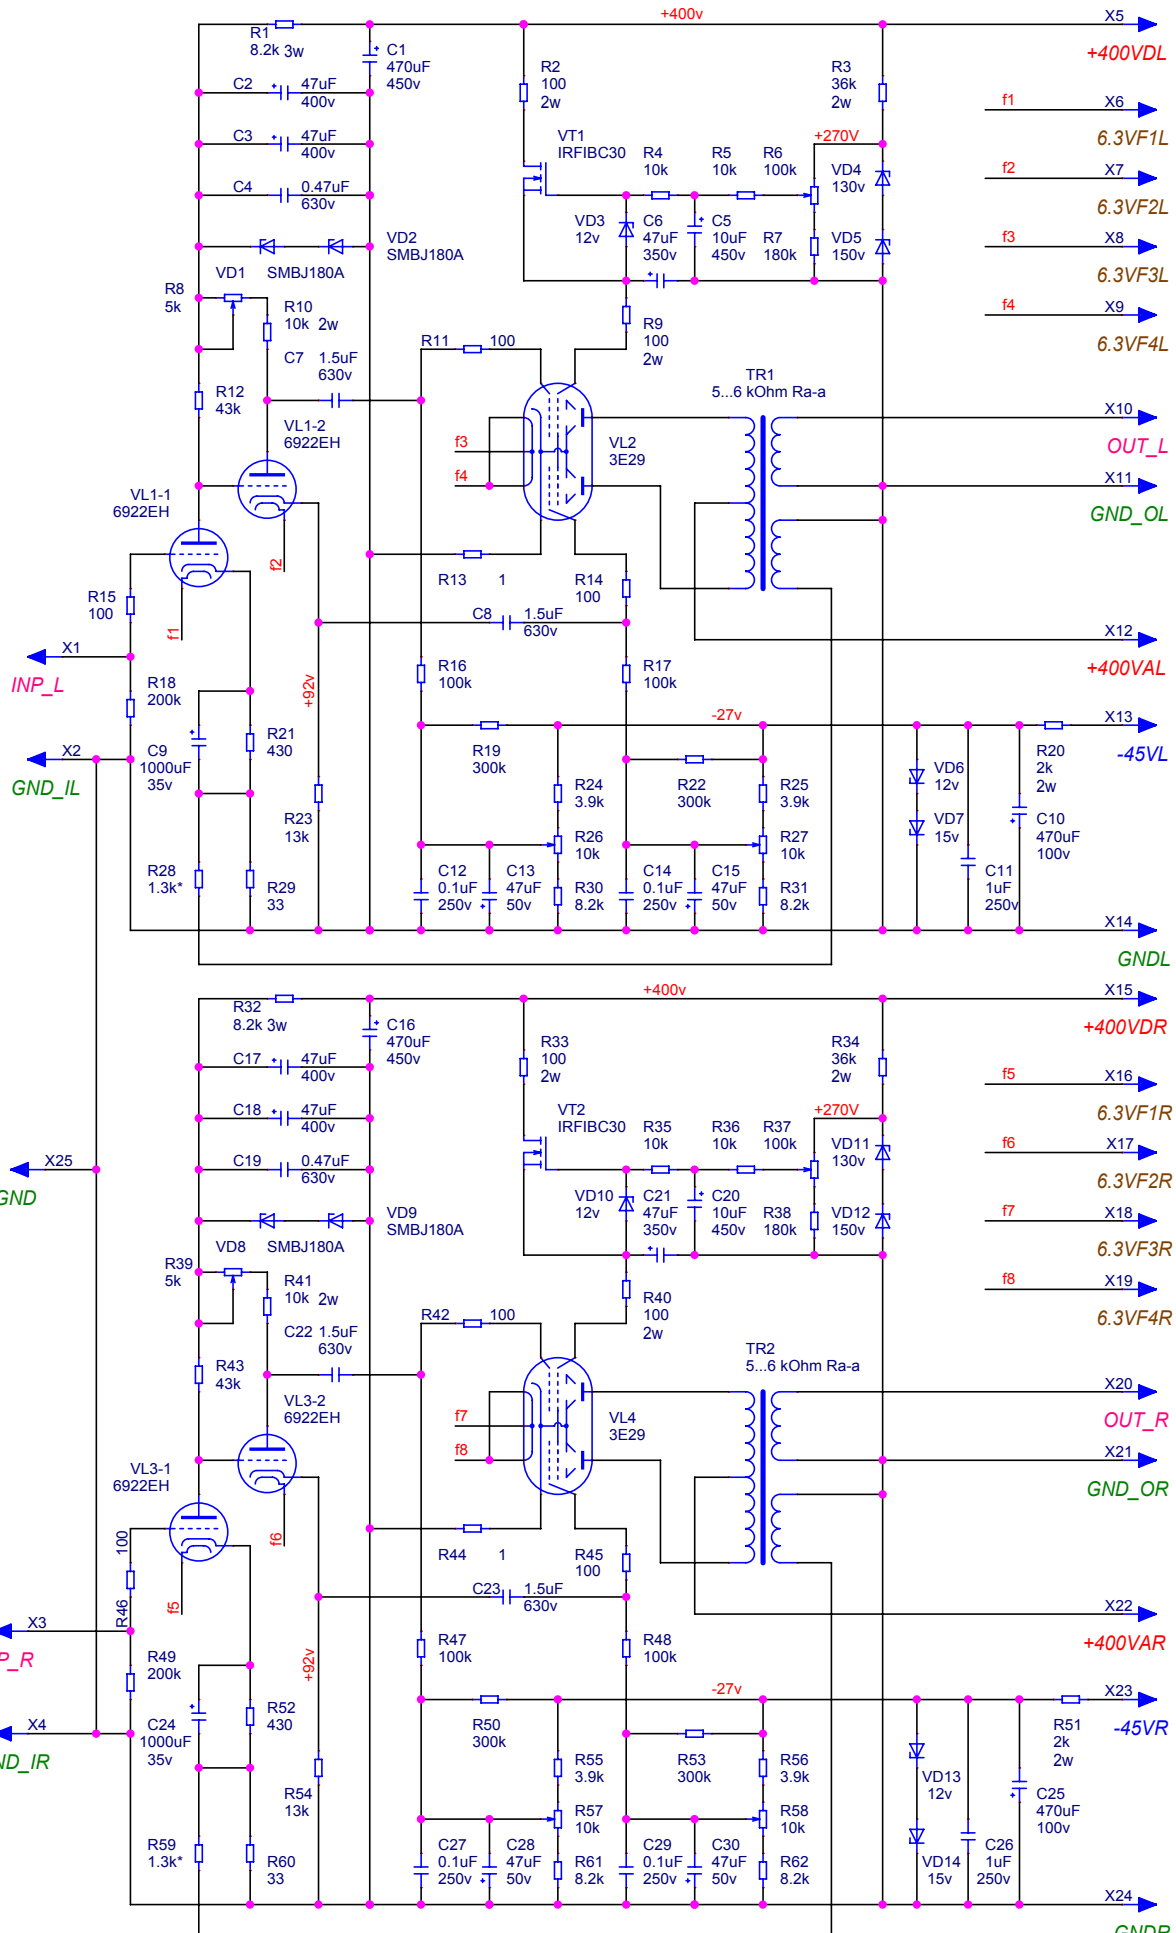 +400v
X5
+400VDL
R1
8.2k 3w
C1
470uF
450v
R2
100
2w
R3
36k
2w
C2
47uF
400v
f1
X6
6.3VF1L
C3
47uF
400v
VT1
IRFIBC30
R4
10k
R5
10k
R6
100k
+270V
VD4
130v
f2
X7
6.3VF2L
C4
0.47uF
630v
VD3
12v
C6
47uF
350v
C5
10uF
450v
R7
180k
VD5
150v
f3
X8
6.3VF3L
VD2
SMBJ180A
VD1
SMBJ180A
R8
5k
R10
10k 2w
f4
X9
6.3VF4L
R9
100
2w
R11
100
C7
1.5uF
630v
TR1
5...6 kOhm Ra-a
R12
43k
VL1-2
6922EH
X10
OUT_L
f3
f4
VL2
3E29
VL1-1
6922EH
X11
GND_OL
f2
R13
1
R14
100
R15
100
f1
C8
1.5uF
630v
X12
+400VAL
X1
INP_L
R16
100k
R17
100k
R18
200k
+92v
-27v
X13
-45VL
X2
GND_IL
C9
1000uF
35v
R21
430
R19
300k
R22
300k
R20
2k
2w
R23
13k
R24
3.9k
R25
3.9k
VD6
12v
VD7
15v
C10
470uF
100v
R26
10k
R27
10k
R28
1.3k*
R29
33
C12
0.1uF
250v
C13
47uF
50v
R30
8.2k
C14
0.1uF
250v
C15
47uF
50v
R31
8.2k
C11
1uF
250v
X14
GNDL
+400v
X15
+400VDR
R32
8.2k 3w
C16
470uF
450v
R33
100
2w
R34
36k
2w
C17
47uF
400v
f5
X16
6.3VF1R
C18
47uF
400v
VT2
IRFIBC30
R35
10k
R36
10k
R37
100k
+270V
VD11
130v
f6
X17
6.3VF2R
X25
GND
C19
0.47uF
630v
VD10
12v
C21
47uF
350v
C20
10uF
450v
R38
180k
VD12
150v
f7
X18
6.3VF3R
VD9
SMBJ180A
VD8
SMBJ180A
R39
5k
R41
10k 2w
f8
X19
6.3VF4R
R40
100
2w
R42
100
C22
1.5uF
630v
TR2
5...6 kOhm Ra-a
R43
43k
VL3-2
6922EH
X20
OUT_R
f7
f8
VL4
3E29
VL3-1
6922EH
X21
GND_OR
f6
R44
1
R45
100
100
R46
f5
C23
1.5uF
630v
X22
+400VAR
X3
P_R
R47
100k
R48
100k
R49
200k
+92v
-27v
X23
-45VR
X4
ND_IR
C24
1000uF
35v
R52
430
R50
300k
R53
300k
R51
2k
2w
R54
13k
R55
3.9k
R56
3.9k
VD13
12v
VD14
15v
C25
470uF
100v
R57
10k
R58
10k
R59
1.3k*
R60
33
C27
0.1uF
250v
C28
47uF
50v
R61
8.2k
C29
0.1uF
250v
C30
47uF
50v
R62
8.2k
C26
1uF
250v
X24
GNDR